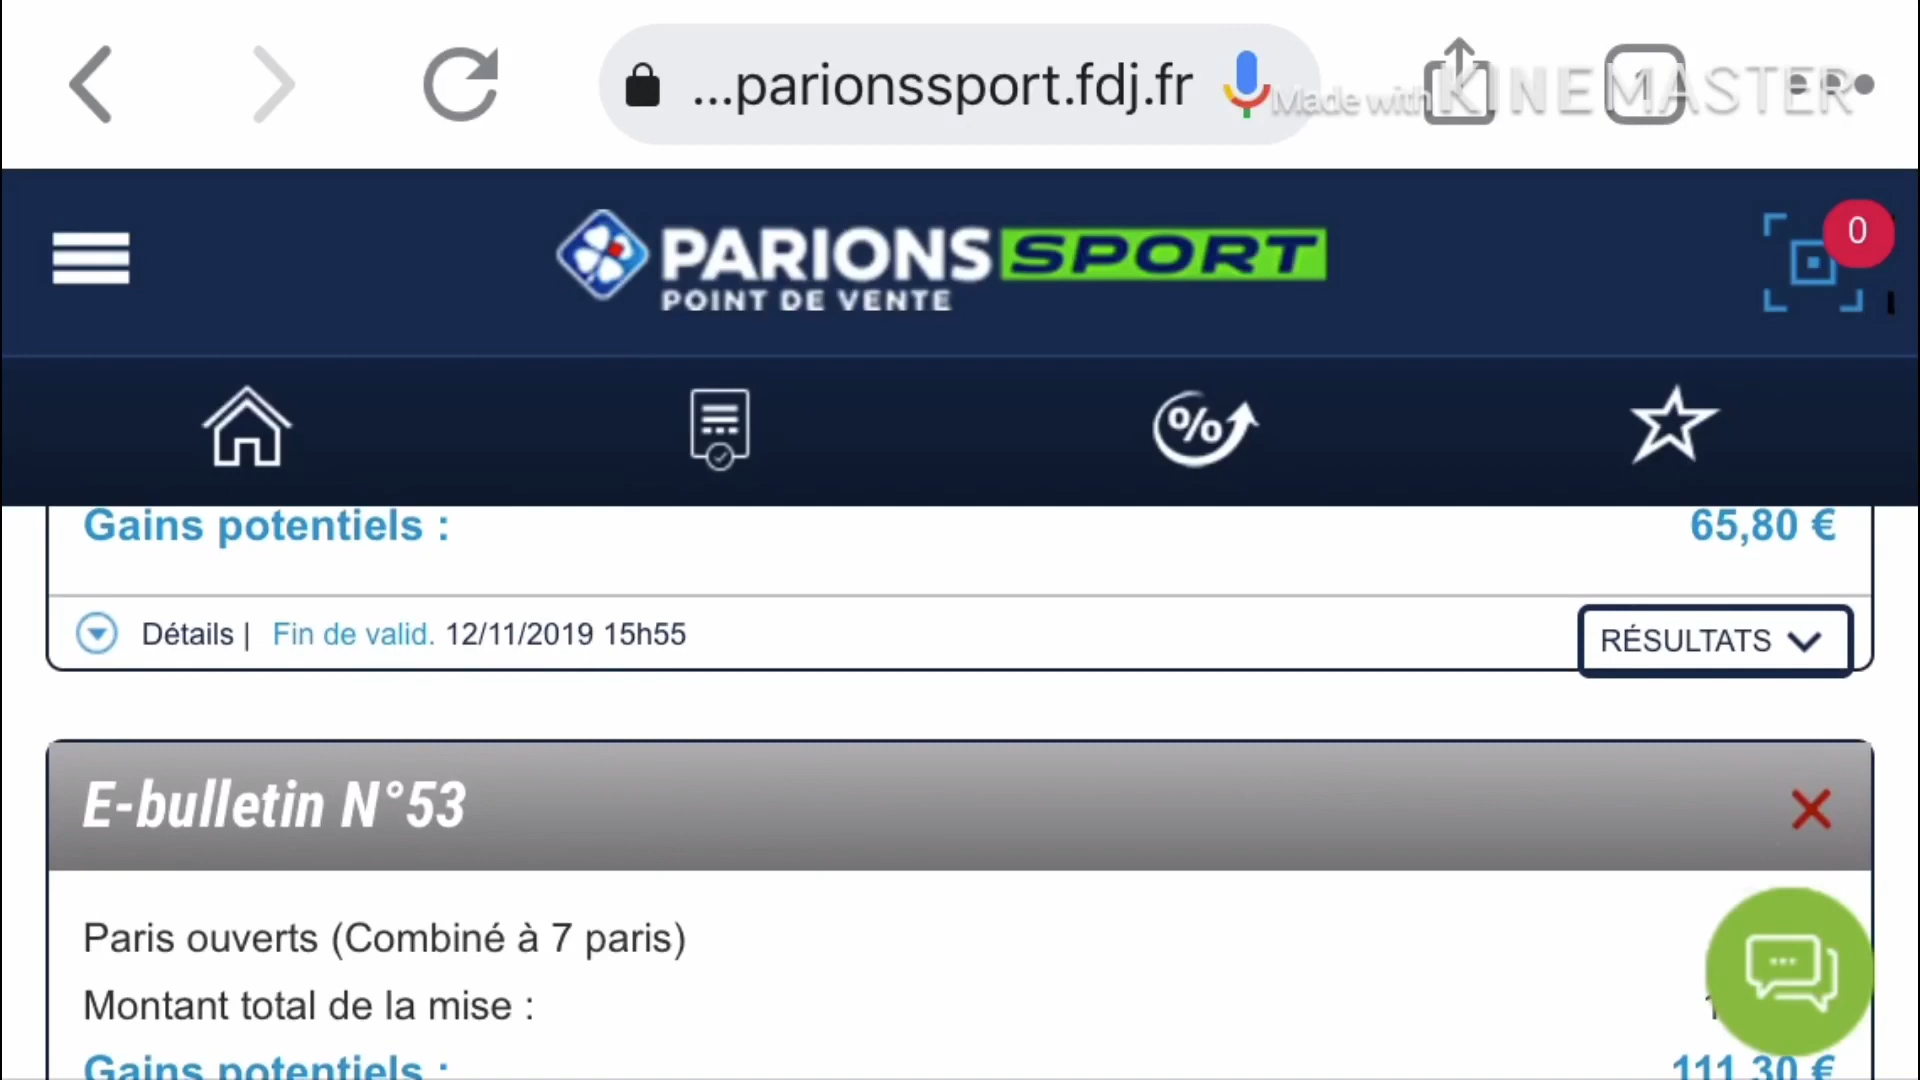 ...parionssport.fdj.fr
Made with KINEMASTER
1
0
PARIONS SPORT
POINT DE VENTE
%
Gains potentiels :
65,80 €
Détails | Fin de valid. 12/11/2019 15h55
RÉSULTATS
E-bulletin N°53
Paris ouverts (Combiné à 7 paris)
Montant total de la mise :
Gains potentiels :
111,30 €